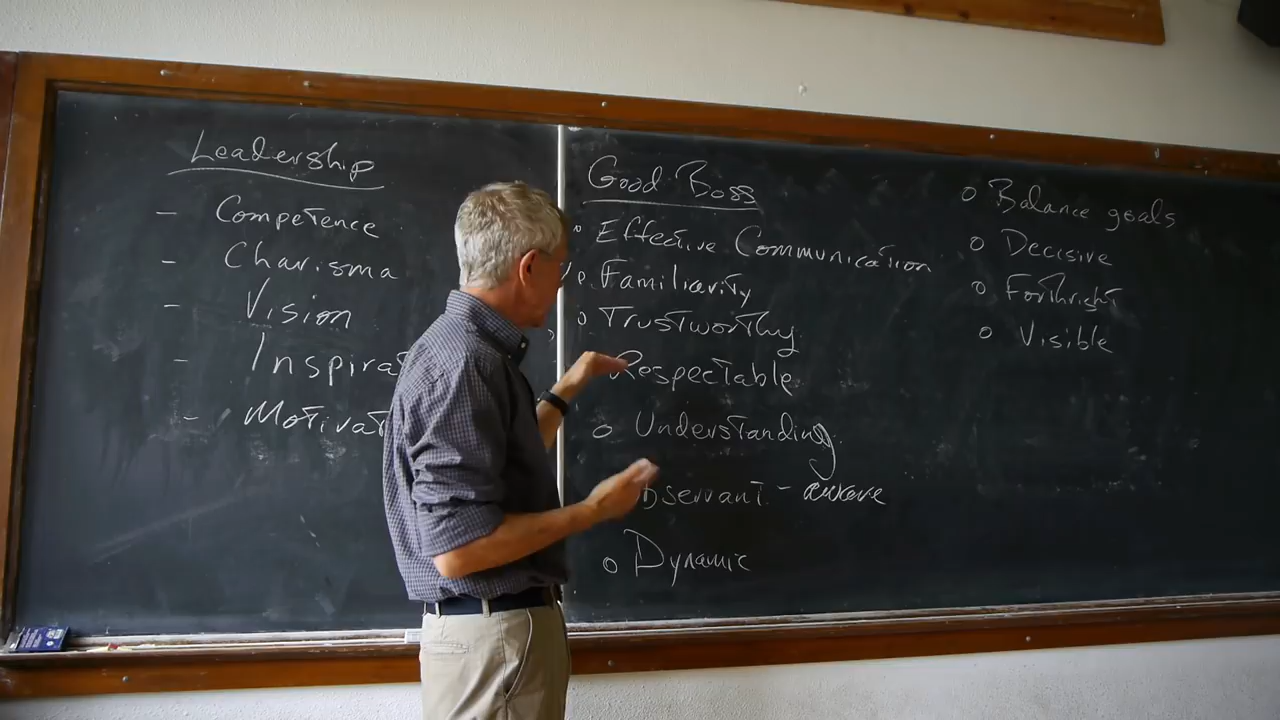 Leadership
- Competence
- Charisma
- Vision
- Inspirat
- Motivat
Good Boss
o Effective Communication
o Familiarity
o Trustworthy
Respectable
o Understanding
bservant - aware
o Dynamic
o Balance goals
o Decisive
o Forthright
o Visible